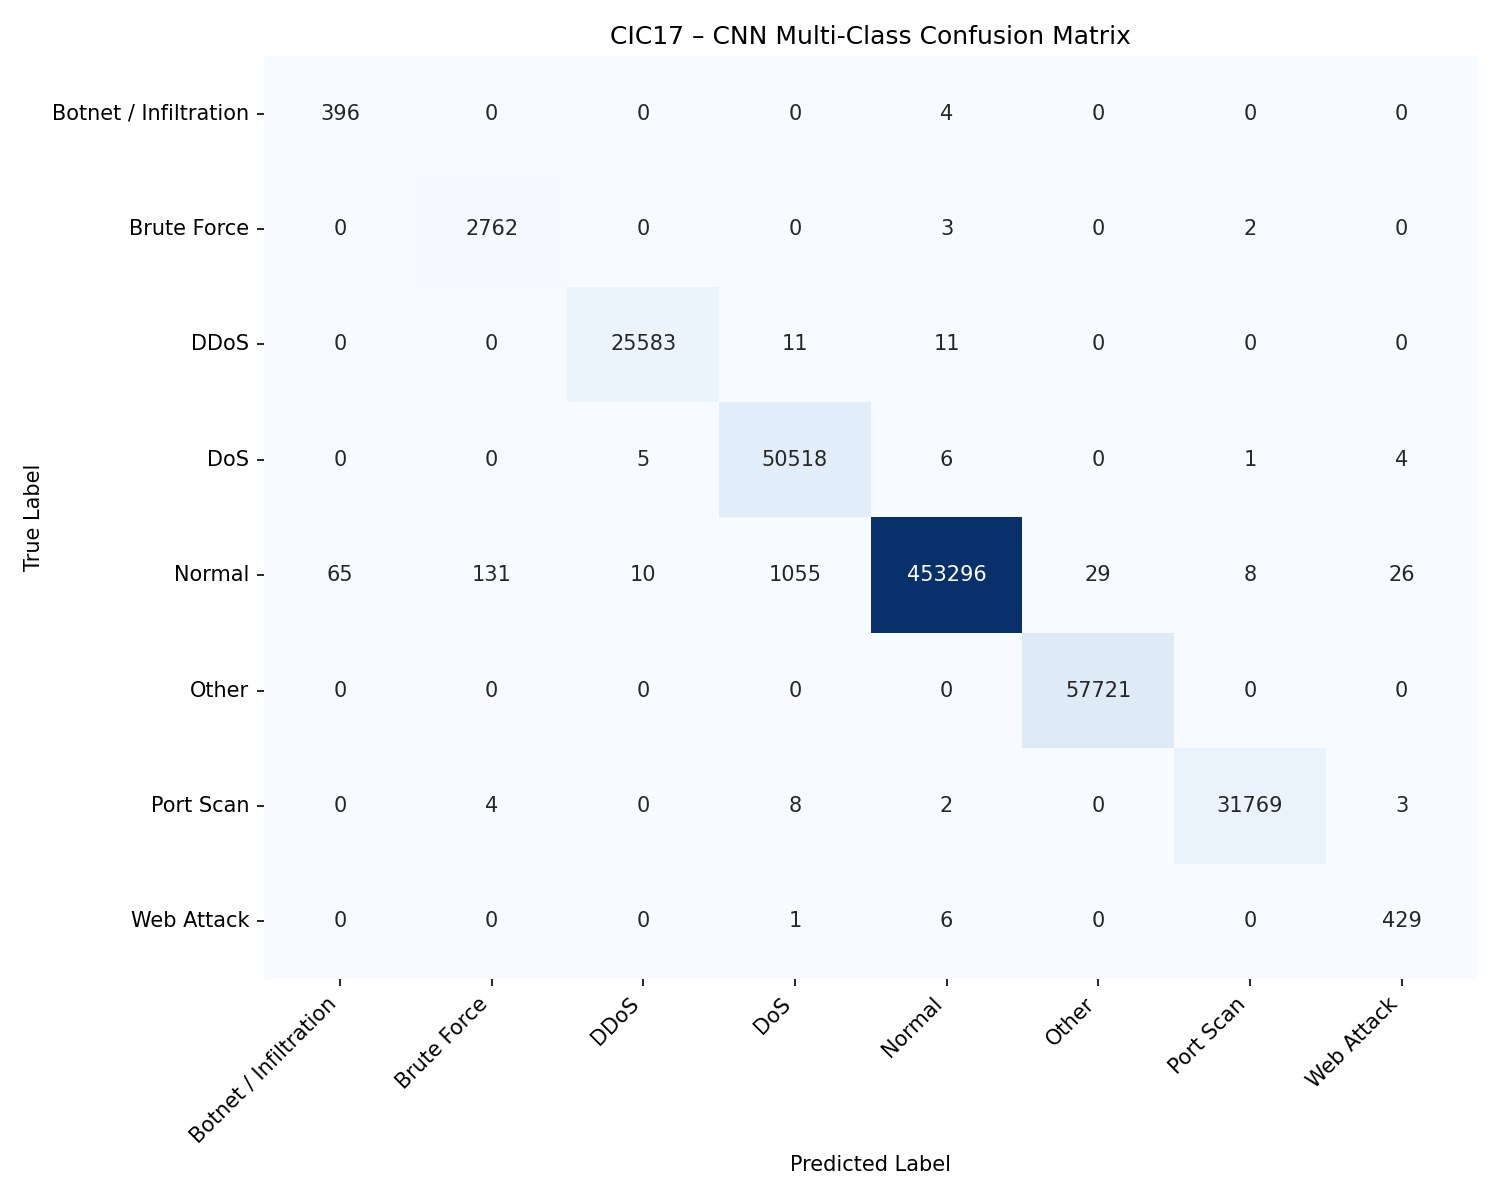 CIC17 – CNN Multi-Class Confusion Matrix
Botnet / Infiltration 396 0 0 0 4 0 0 0
Brute Force 0 2762 0 0 3 0 2 0
DDoS 0 0 25583 11 11 0 0 0
DoS 0 0 5 50518 6 0 1 4
True Label
Normal 65 131 10 1055 453296 29 8 26
Other 0 0 0 0 0 57721 0 0
Port Scan 0 4 0 8 2 0 31769 3
Web Attack 0 0 0 1 6 0 0 429
Botnet / Infiltration Brute Force DDoS DoS Normal Other Port Scan Web Attack
Predicted Label